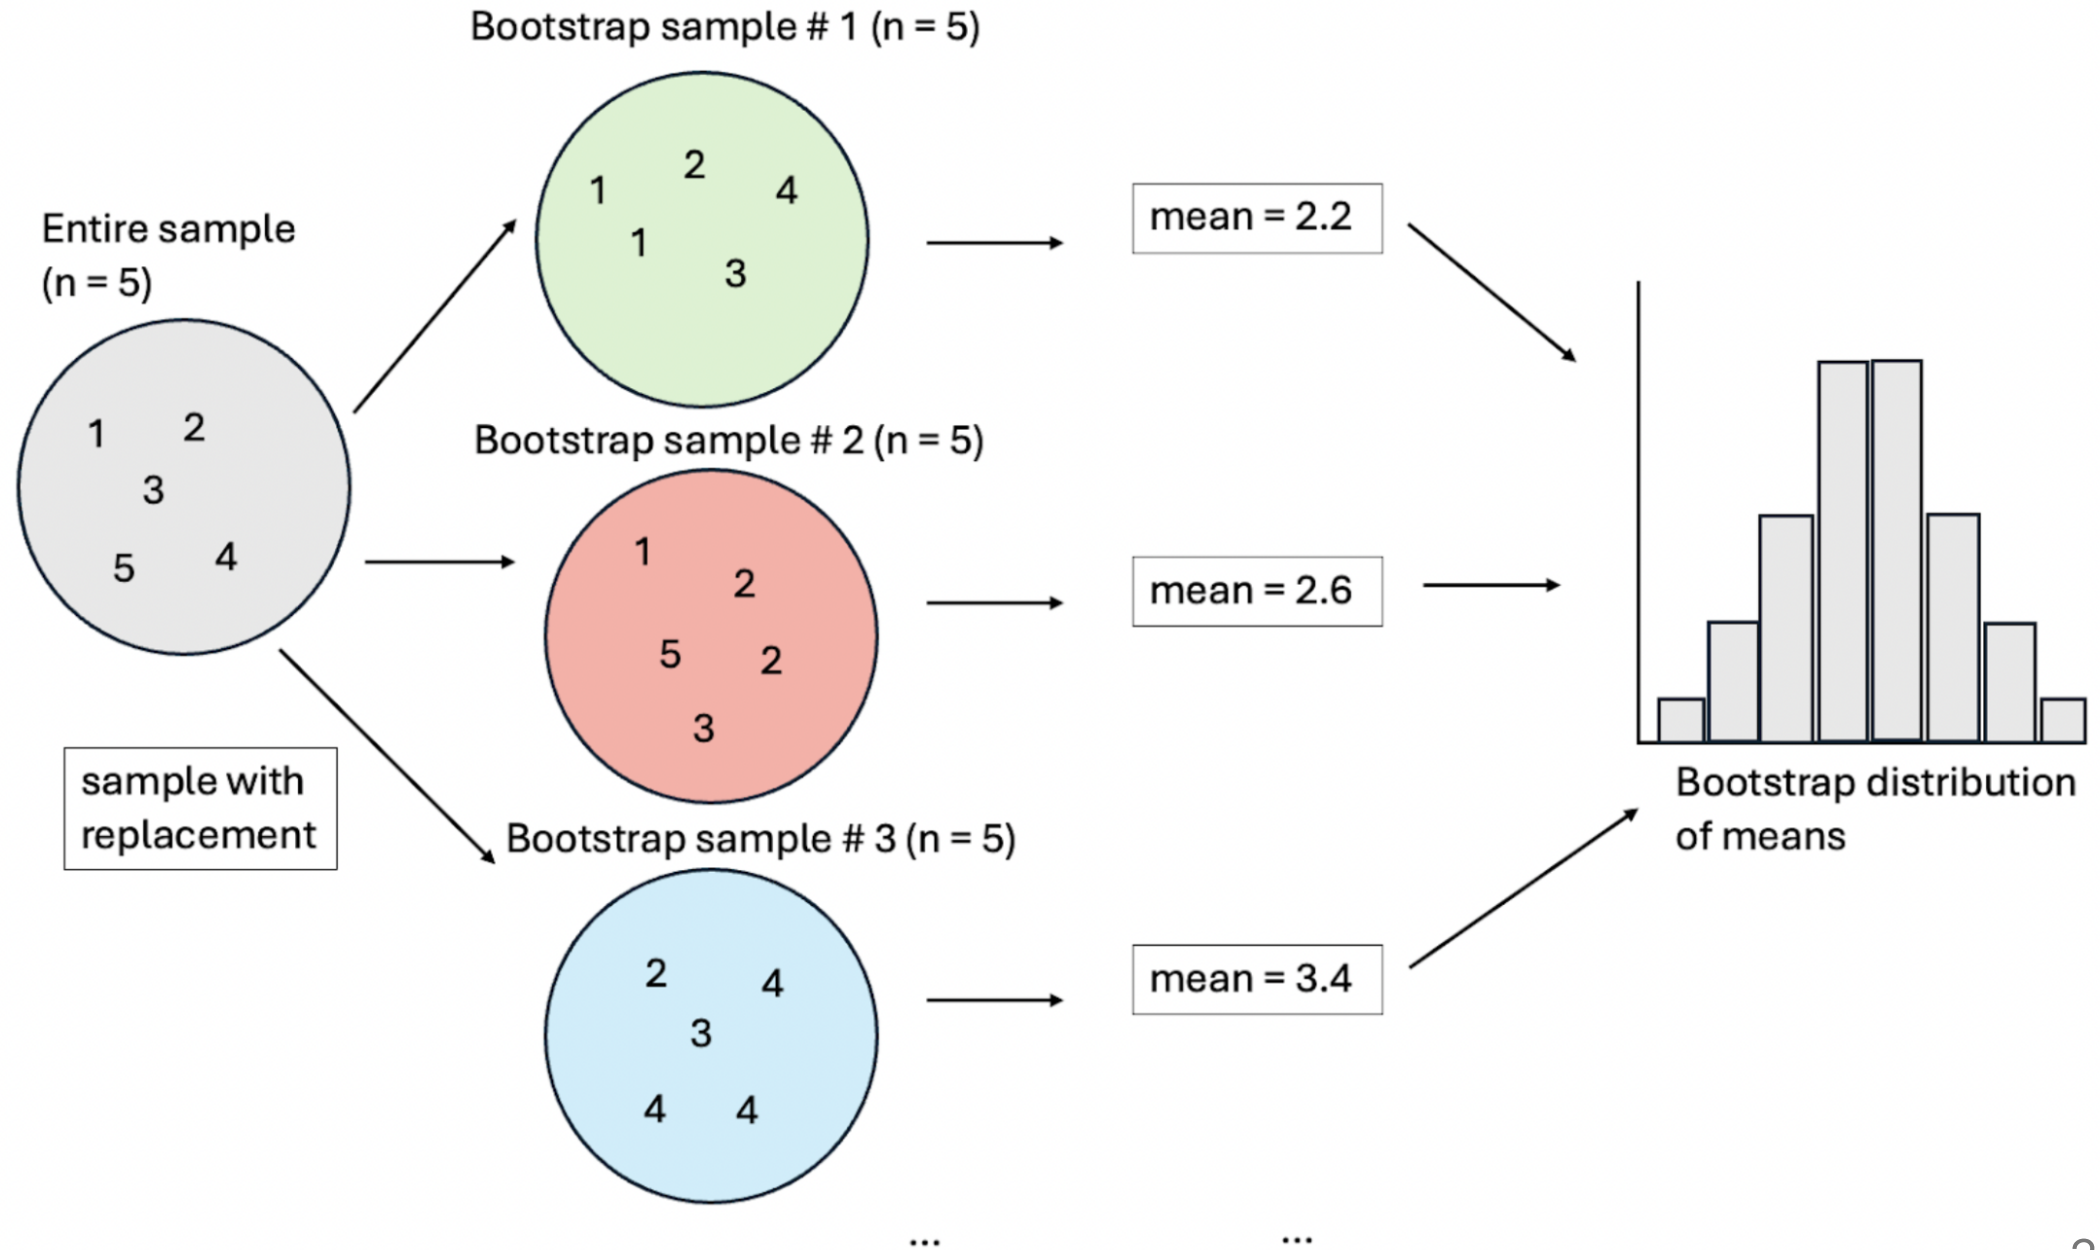 Bootstrap sample # 1 (n = 5)
2
1
4
1
3
mean = 2.2
Entire sample
(n = 5)
1
2
3
5
4
sample with
replacement
Bootstrap sample # 2 (n = 5)
1
2
5
2
3
mean = 2.6
Bootstrap sample # 3 (n = 5)
2
4
3
4
4
mean = 3.4
Bootstrap distribution
of means
...
...